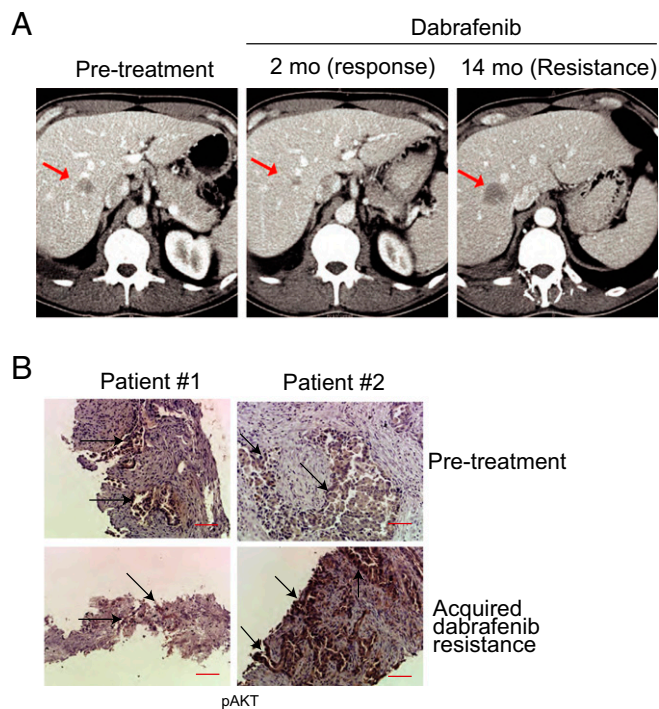 A
Dabrafenib
Pre-treatment
2 mo (response)
14 mo (Resistance)
B
Patient #1
Patient #2
Pre-treatment
Acquired
dabrafenib
resistance
pAKT